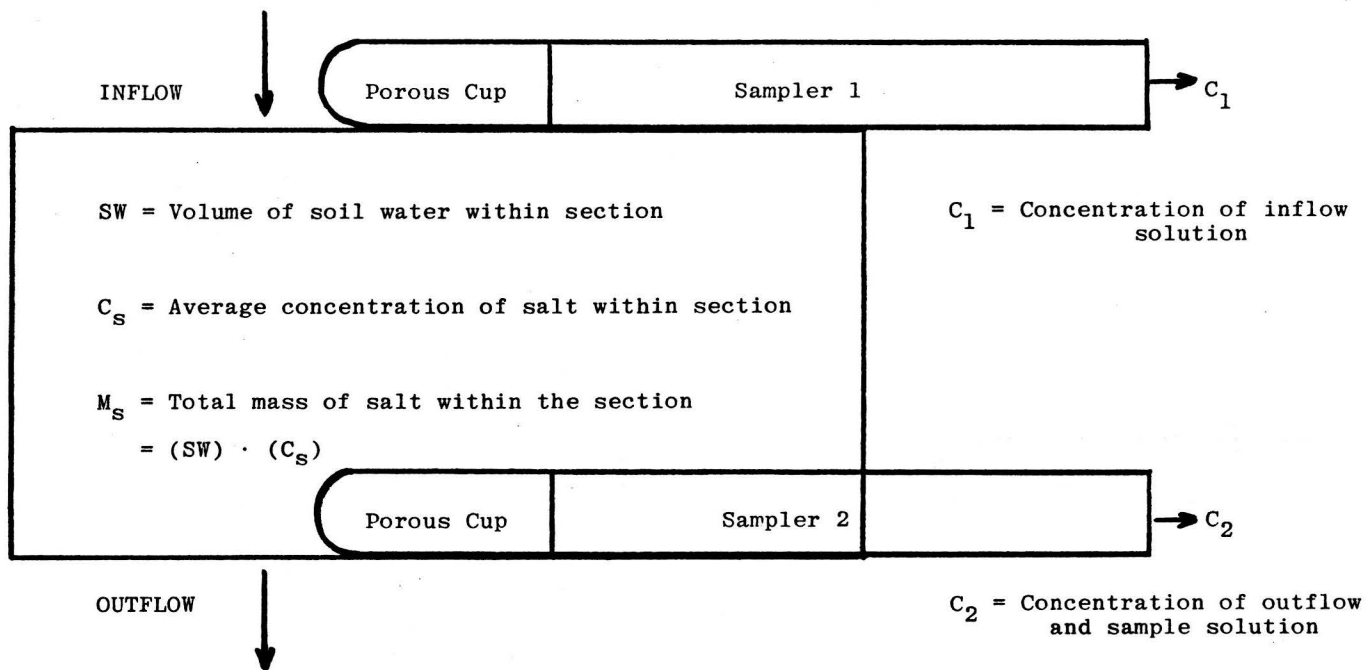 INFLOW
Porous Cup
Sampler 1
C₁
SW = Volume of soil water within section
C₁ = Concentration of inflow
solution
Cₛ = Average concentration of salt within section
Mₛ = Total mass of salt within the section
= (SW) · (Cₛ)
Porous Cup
Sampler 2
C₂
OUTFLOW
C₂ = Concentration of outflow
and sample solution